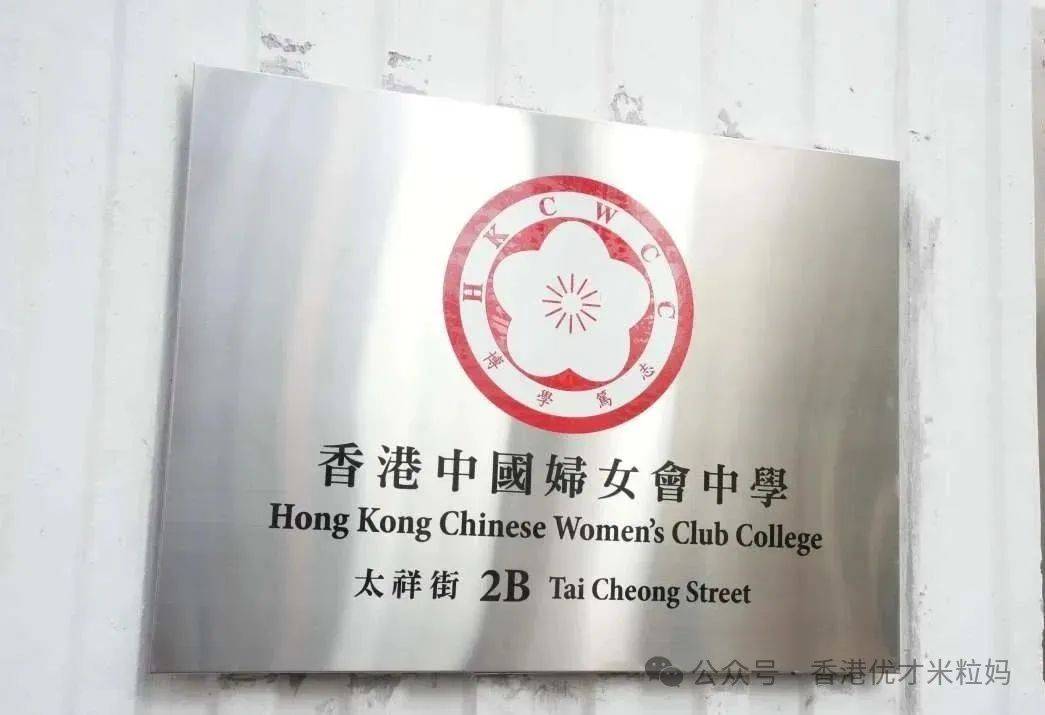 HKCWCC
博學篤志
香港中國婦女會中學
Hong Kong Chinese Women's Club College
太祥街 2B Tai Cheong Street
公众号 · 香港优才米粒妈